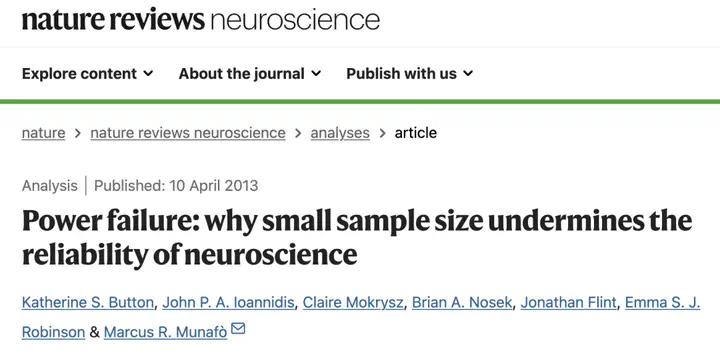 nature reviews neuroscience
Explore content About the journal Publish with us
nature > nature reviews neuroscience > analyses > article
Analysis | Published: 10 April 2013
Power failure: why small sample size undermines the
reliability of neuroscience
Katherine S. Button, John P. A. Ioannidis, Claire Mokrysz, Brian A. Nosek, Jonathan Flint, Emma S. J.
Robinson & Marcus R. Munafò